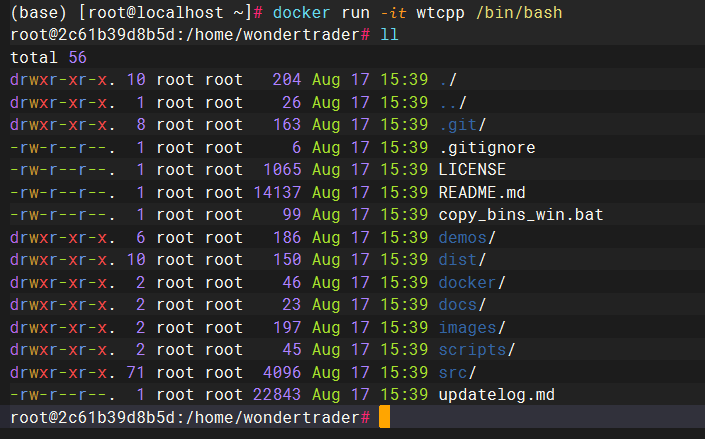 (base) [root@localhost ~]# docker run -it wtcpp /bin/bash
root@2c61b39d8b5d:/home/wondertrader# ll
total 56
drwxr-xr-x. 10 root root   204 Aug 17 15:39 ./
drwxr-xr-x.  1 root root    26 Aug 17 15:39 ../
drwxr-xr-x.  8 root root   163 Aug 17 15:39 .git/
-rw-r--r--.  1 root root     6 Aug 17 15:39 .gitignore
-rw-r--r--.  1 root root  1065 Aug 17 15:39 LICENSE
-rw-r--r--.  1 root root 14137 Aug 17 15:39 README.md
-rw-r--r--.  1 root root    99 Aug 17 15:39 copy_bins_win.bat
drwxr-xr-x.  6 root root   186 Aug 17 15:39 demos/
drwxr-xr-x. 10 root root   150 Aug 17 15:39 dist/
drwxr-xr-x.  2 root root    46 Aug 17 15:39 docker/
drwxr-xr-x.  2 root root    23 Aug 17 15:39 docs/
drwxr-xr-x.  2 root root   197 Aug 17 15:39 images/
drwxr-xr-x.  2 root root    45 Aug 17 15:39 scripts/
drwxr-xr-x. 71 root root  4096 Aug 17 15:39 src/
-rw-r--r--.  1 root root 22843 Aug 17 15:39 updatelog.md
root@2c61b39d8b5d:/home/wondertrader#